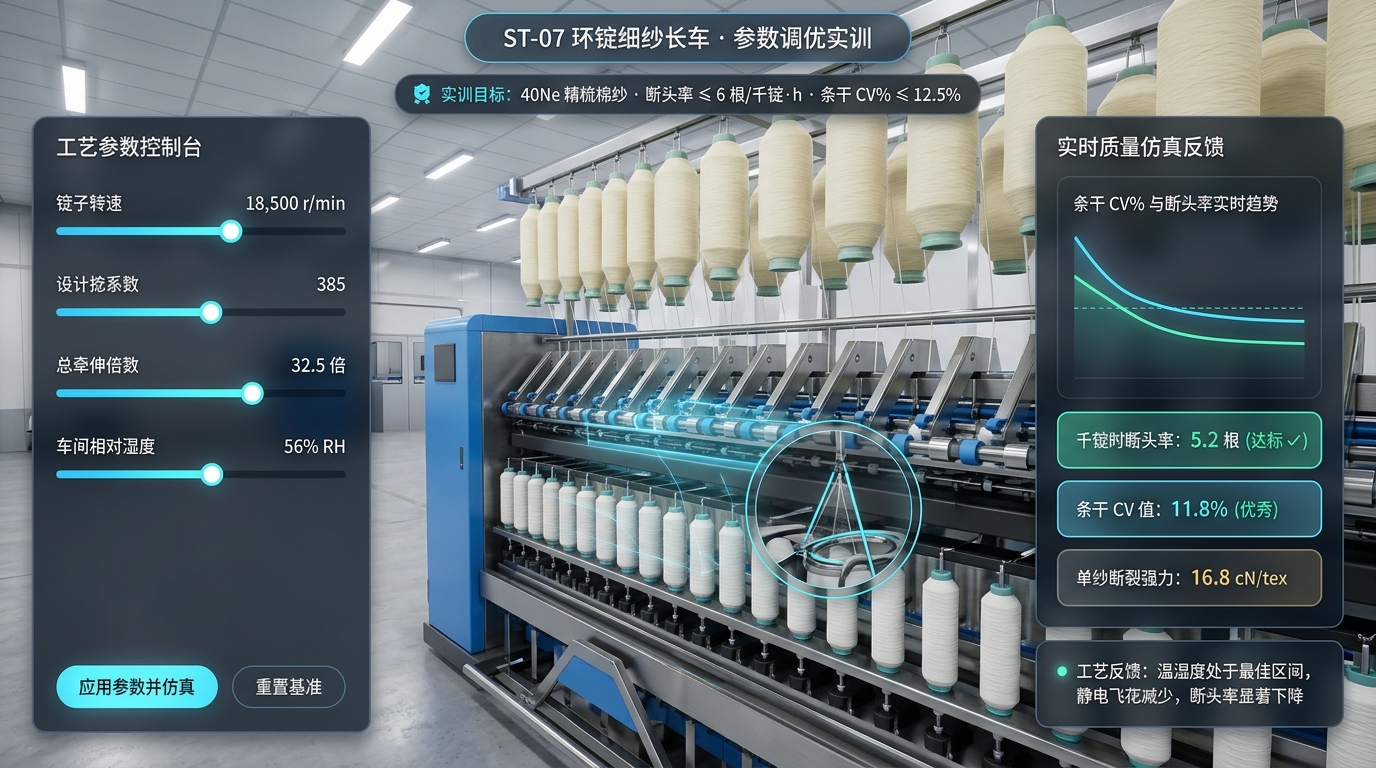 ST-07 环锭细纱长车 · 参数调优实训
实训目标：40Ne 精梳棉纱 · 断头率 ≤ 6 根/千锭·h · 条干 CV% ≤ 12.5%
工艺参数控制台
锭子转速 18,500 r/min
设计捻系数 385
总牵伸倍数 32.5 倍
车间相对湿度 56% RH
应用参数并仿真 重置基准
实时质量仿真反馈
条干 CV% 与断头率实时趋势
千锭时断头率：5.2 根 (达标✓)
条干 CV 值：11.8% (优秀)
单纱断裂强力：16.8 cN/tex
工艺反馈：温湿度处于最佳区间，
静电飞花减少，断头率显著下降